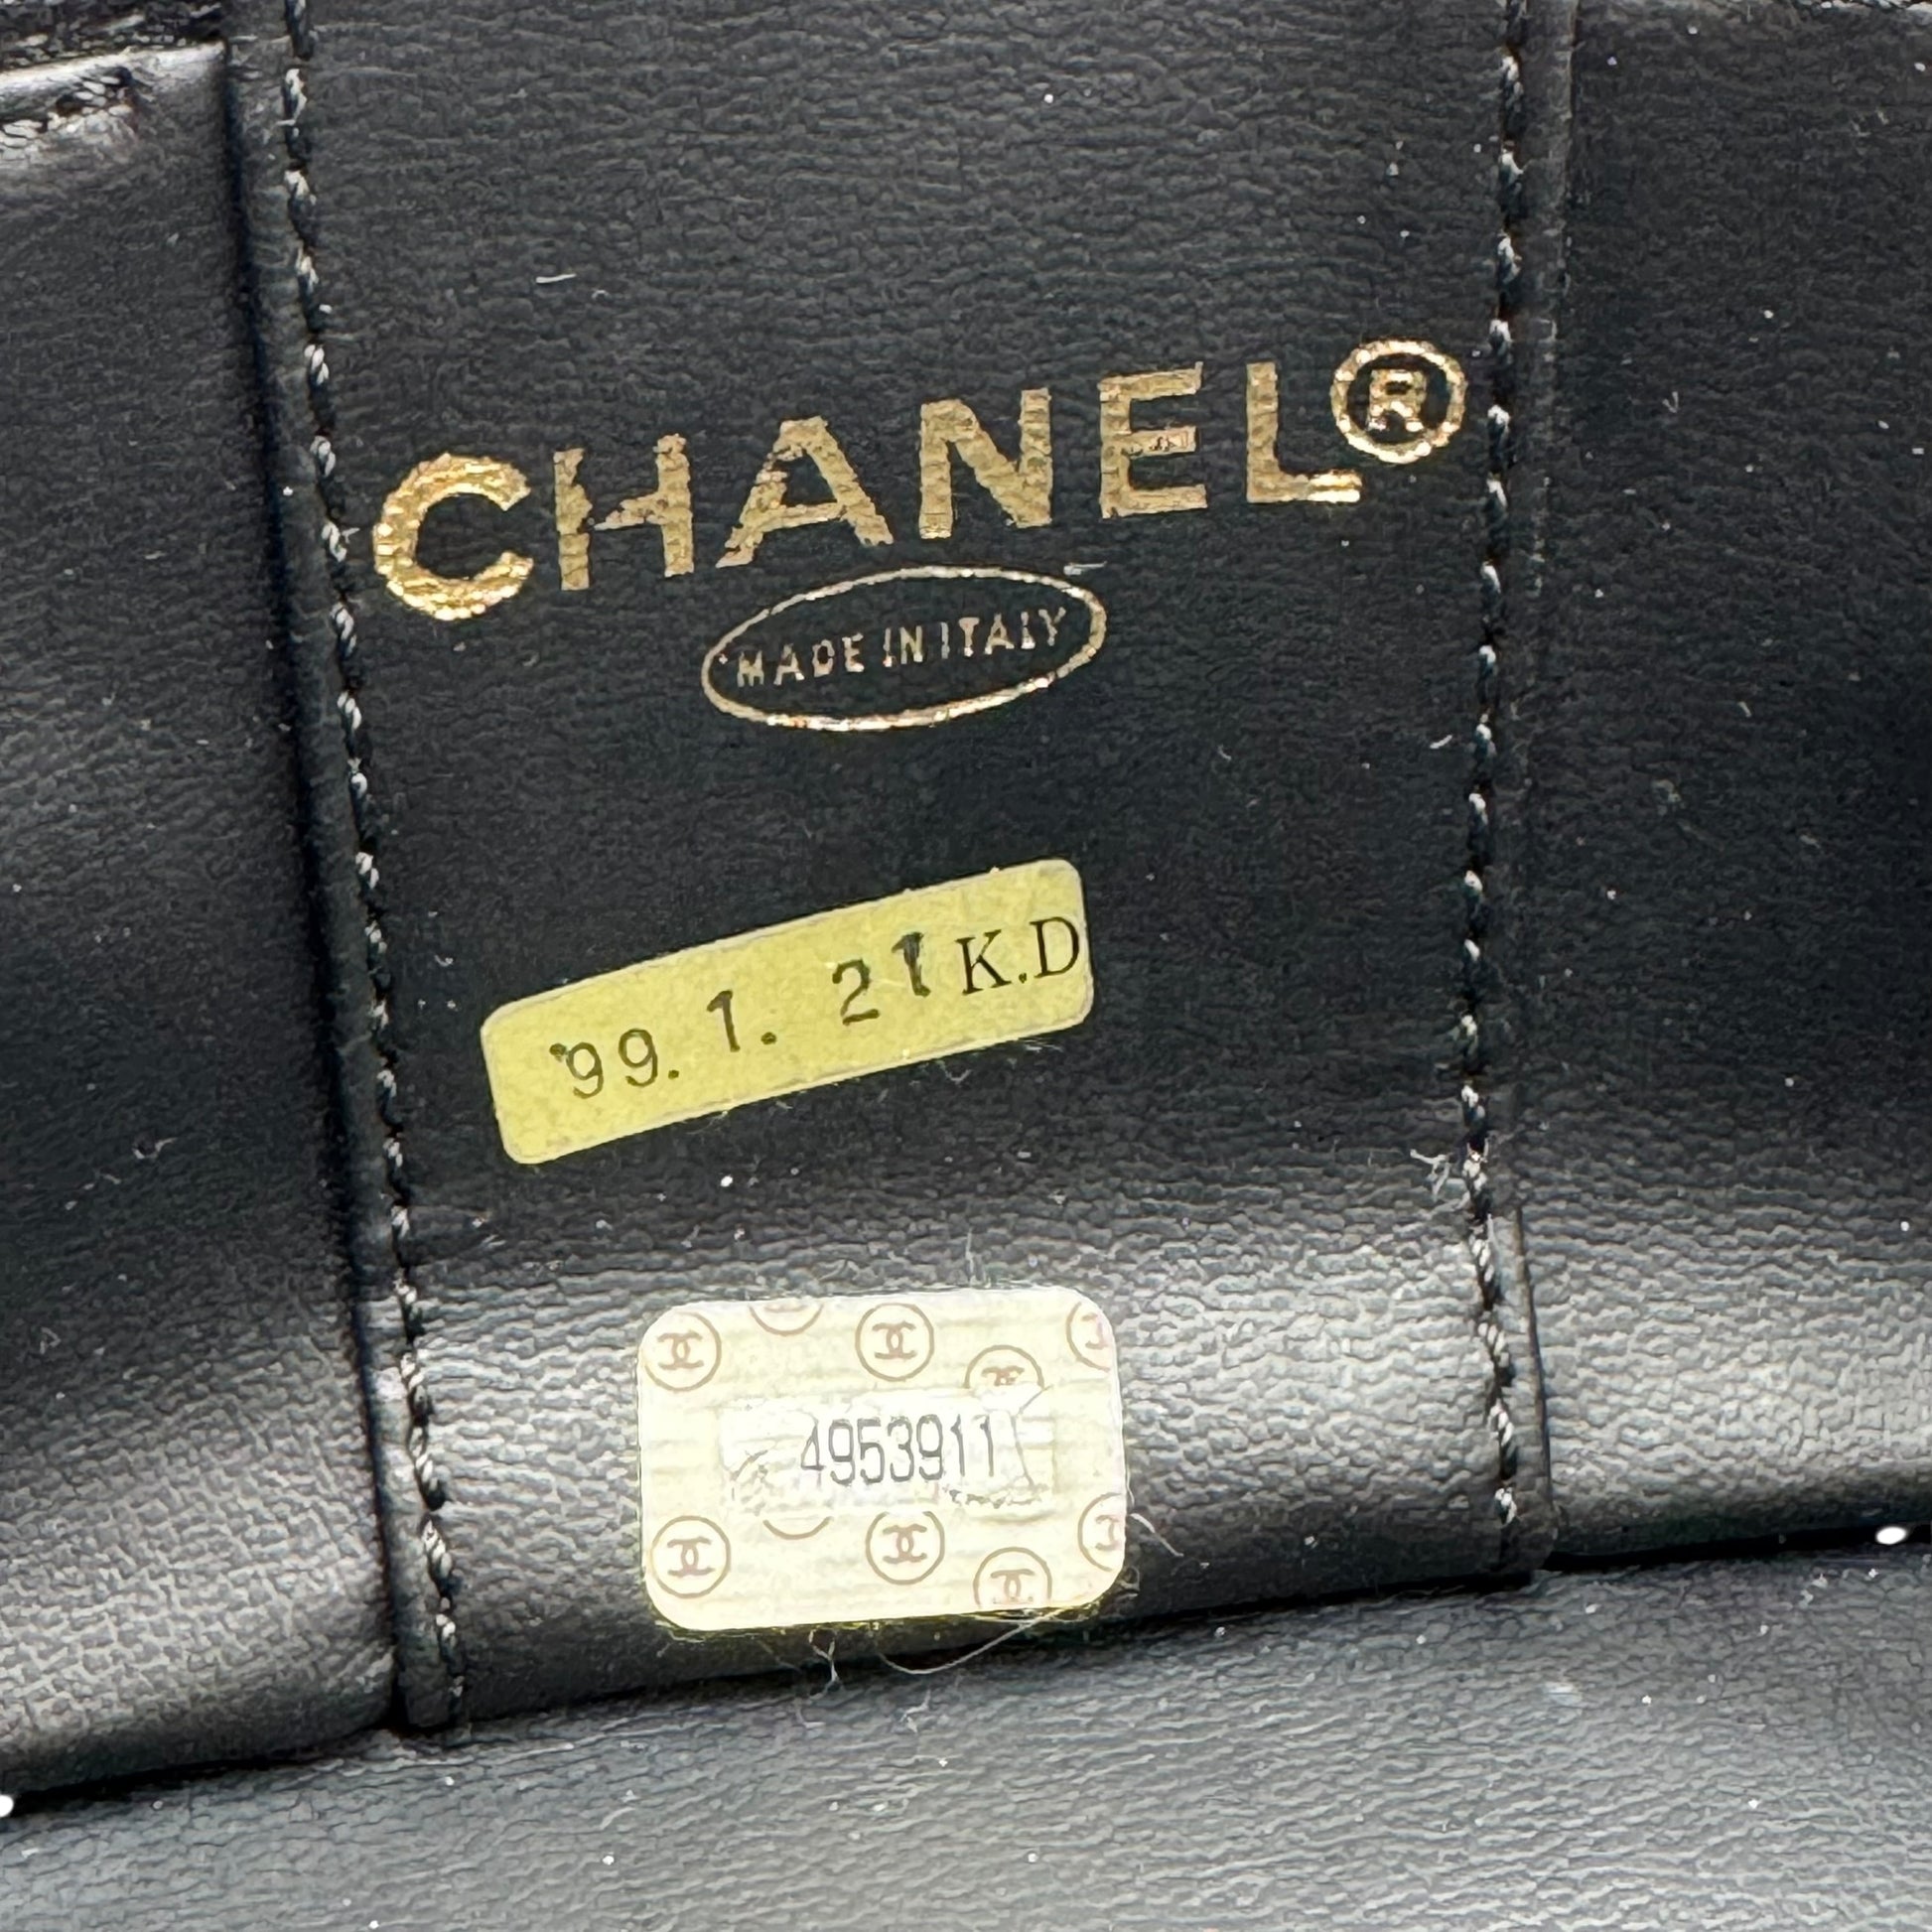 CHANEL®
MADE IN ITALY
'99. 1. 21 K.D
4953911